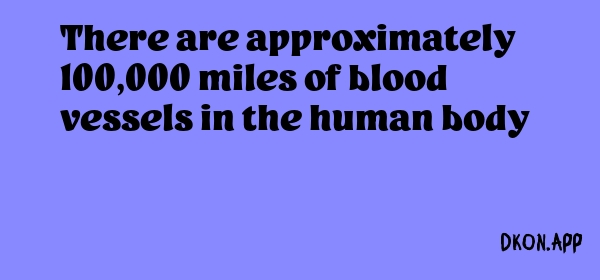 There are approximately
100,000 miles of blood
vessels in the human body
DKON.APP